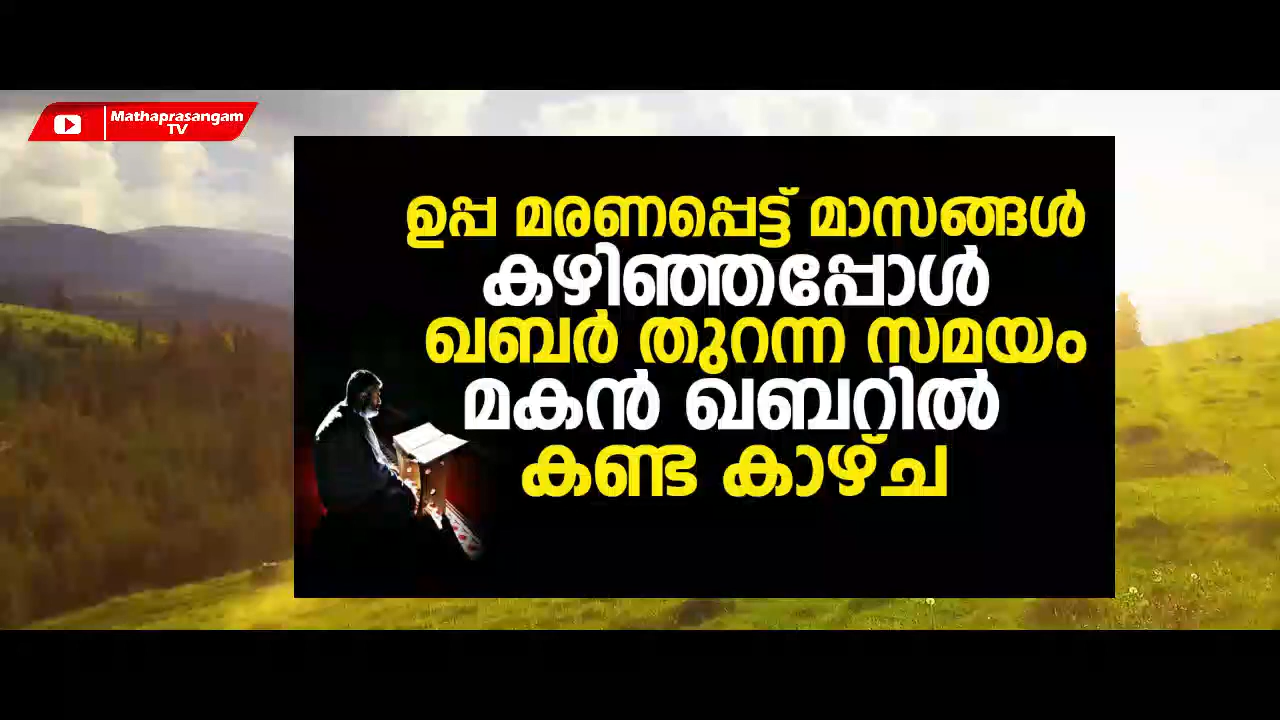 Mathaprasangam
TV
ഉപ്പ മരണപ്പെട്ട് മാസങ്ങൾ
കഴിഞ്ഞപ്പോൾ
ഖബർ തുറന്ന സമയം
മകൻ ഖബറിൽ
കണ്ട കാഴ്ച